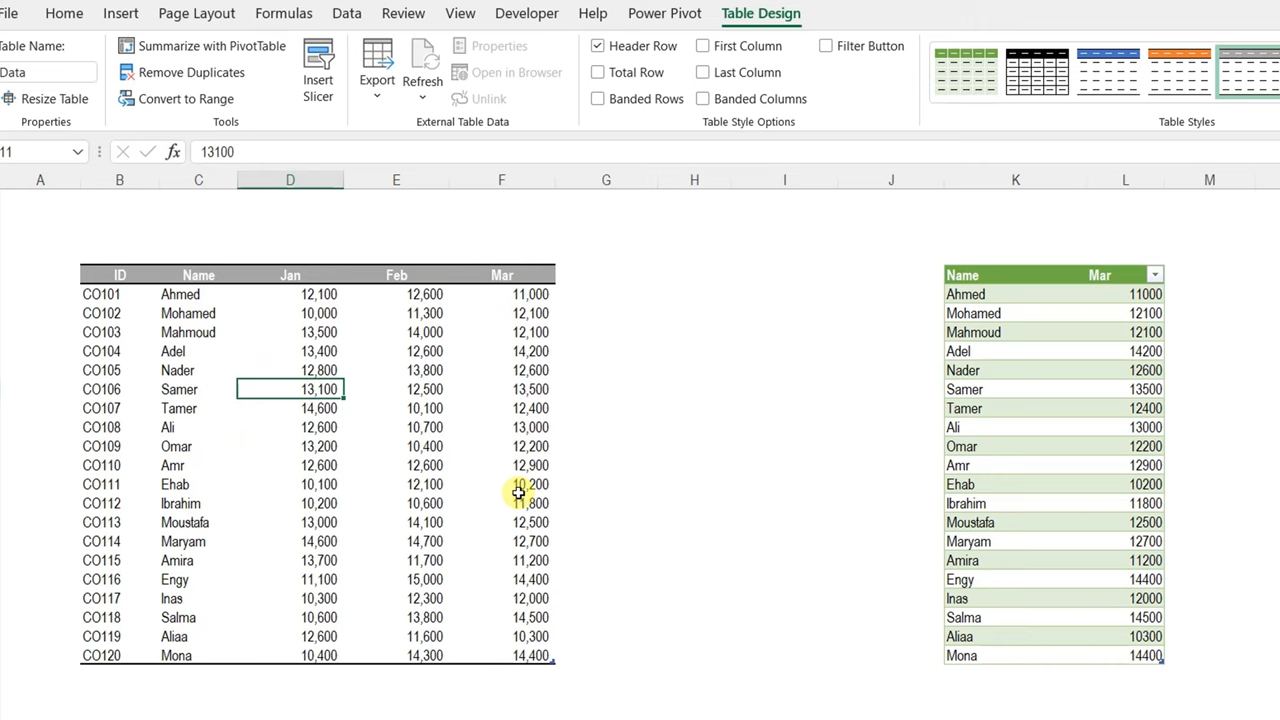 File Home Insert Page Layout Formulas Data Review View Developer Help Power Pivot Table Design
Table Name:
Data
Resize Table
Properties
Summarize with PivotTable
Remove Duplicates
Convert to Range
Insert
Slicer
Tools
Export
Refresh
Properties
Open in Browser
Unlink
External Table Data
Header Row First Column Filter Button
Total Row Last Column
Banded Rows Banded Columns
Table Style Options
Table Styles
11 fx 13100
A B C D E F G H I J K L M
ID Name Jan Feb Mar
CO101 Ahmed 12,100 12,600 11,000
CO102 Mohamed 10,000 11,300 12,100
CO103 Mahmoud 13,500 14,000 12,100
CO104 Adel 13,400 12,600 14,200
CO105 Nader 12,800 13,800 12,600
CO106 Samer 13,100 12,500 13,500
CO107 Tamer 14,600 10,100 12,400
CO108 Ali 12,600 10,700 13,000
CO109 Omar 13,200 10,400 12,200
CO110 Amr 12,600 12,600 12,900
CO111 Ehab 10,100 12,100 10,200
CO112 Ibrahim 10,200 10,600 11,800
CO113 Moustafa 13,000 14,100 12,500
CO114 Maryam 14,600 14,700 12,700
CO115 Amira 13,700 11,700 11,200
CO116 Engy 11,100 15,000 14,400
CO117 Inas 10,300 12,300 12,000
CO118 Salma 10,600 13,800 14,500
CO119 Aliaa 12,600 11,600 10,300
CO120 Mona 10,400 14,300 14,400
Name Mar
Ahmed 11000
Mohamed 12100
Mahmoud 12100
Adel 14200
Nader 12600
Samer 13500
Tamer 12400
Ali 13000
Omar 12200
Amr 12900
Ehab 10200
Ibrahim 11800
Moustafa 12500
Maryam 12700
Amira 11200
Engy 14400
Inas 12000
Salma 14500
Aliaa 10300
Mona 14400